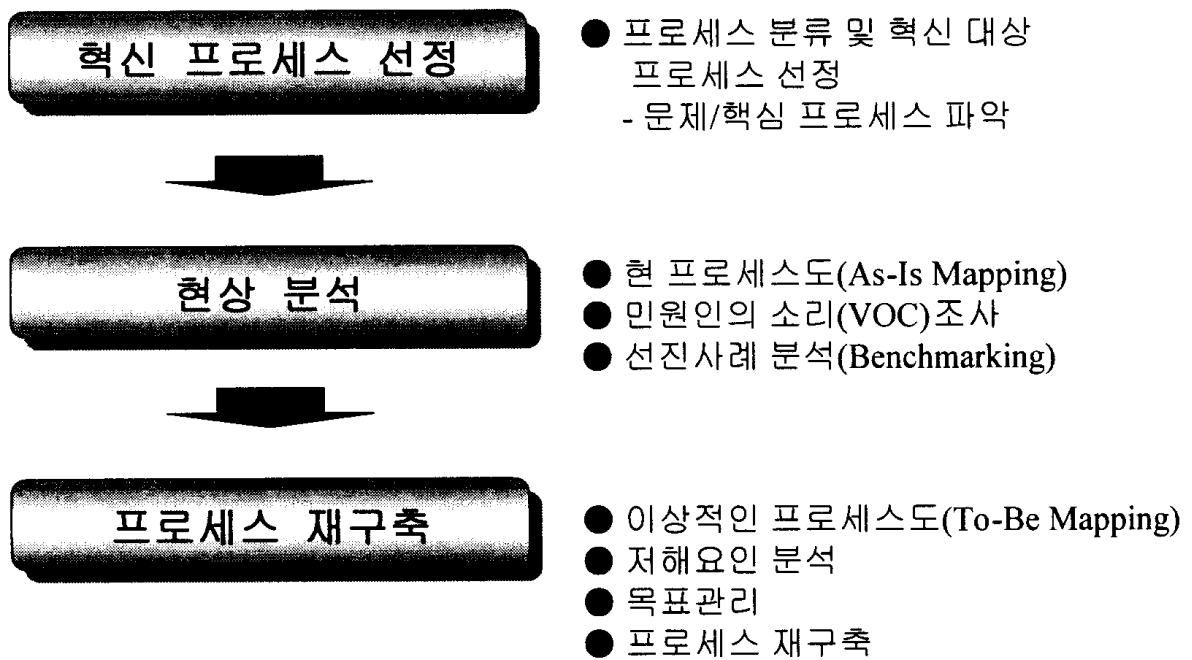 혁신 프로세스 선정
● 프로세스 분류 및 혁신 대상
프로세스 선정
- 문제/핵심 프로세스 파악
현상 분석
● 현 프로세스도(As-Is Mapping)
● 민원인의 소리(VOC)조사
● 선진사례 분석(Benchmarking)
프로세스 재구축
● 이상적인 프로세스도(To-Be Mapping)
● 저해요인 분석
● 목표관리
● 프로세스 재구축